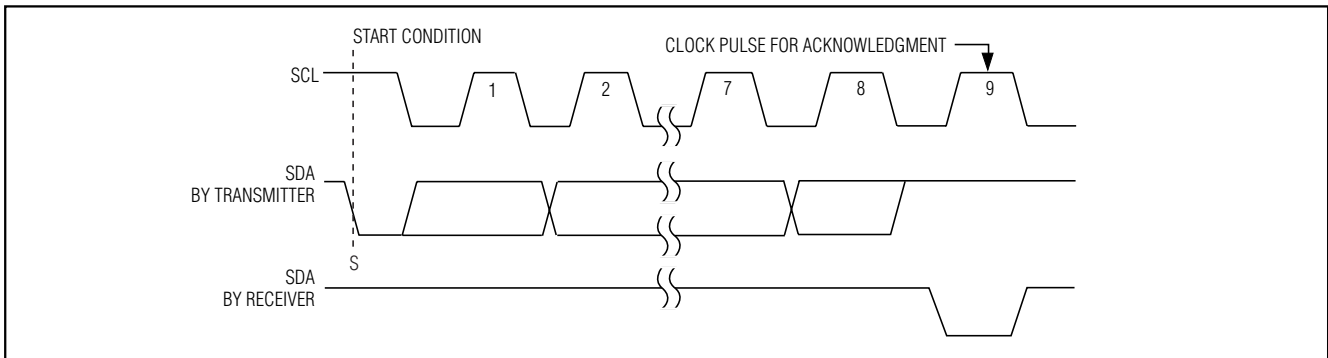 START CONDITION
CLOCK PULSE FOR ACKNOWLEDGMENT
SCL
1
2
7
8
9
SDA
BY TRANSMITTER
S
SDA
BY RECEIVER